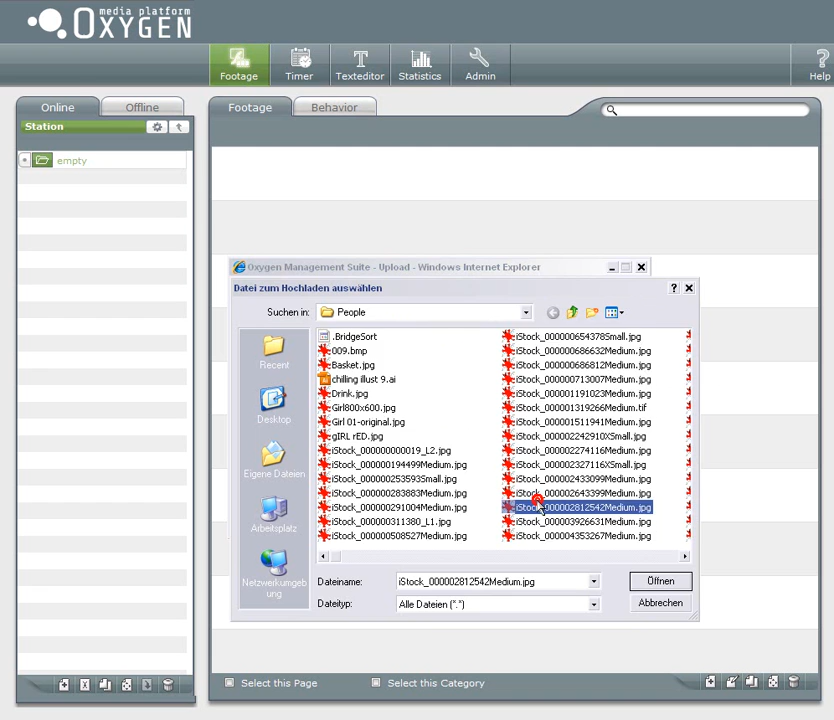 media platform
OXYGEN
Footage
Timer
Texteditor
Statistics
Admin
?
Help
Online
Offline
Footage
Behavior
Station
empty
Oxygen Management Suite - Upload - Windows Internet Explorer
Datei zum Hochladen auswählen
Suchen in:
People
Recent
Desktop
Eigene Dateien
Arbeitsplatz
Netzwerkumgeb
ung
.BridgeSort
009.bmp
Basket.jpg
chilling illust 9.ai
Drink.jpg
Girl800x600.jpg
Girl 01-original.jpg
gIRL rED.jpg
iStock_000000000019_L2.jpg
iStock_000000194499Medium.jpg
iStock_000000253593Small.jpg
iStock_000000283883Medium.jpg
iStock_000000291004Medium.jpg
iStock_000000311380_L1.jpg
iStock_000000508527Medium.jpg
iStock_000000654378Small.jpg
iStock_000000686632Medium.jpg
iStock_000000686812Medium.jpg
iStock_000000713007Medium.jpg
iStock_000001191023Medium.jpg
iStock_000001319266Medium.tif
iStock_000001511941Medium.jpg
iStock_000002242910XSmall.jpg
iStock_000002274116Medium.jpg
iStock_000002327116XSmall.jpg
iStock_000002433099Medium.jpg
iStock_000002643399Medium.jpg
iStock_000002812542Medium.jpg
iStock_000003926631Medium.jpg
iStock_000004353267Medium.jpg
Dateiname:
iStock_000002812542Medium.jpg
Öffnen
Dateityp:
Alle Dateien (*.*)
Abbrechen
Select this Page
Select this Category